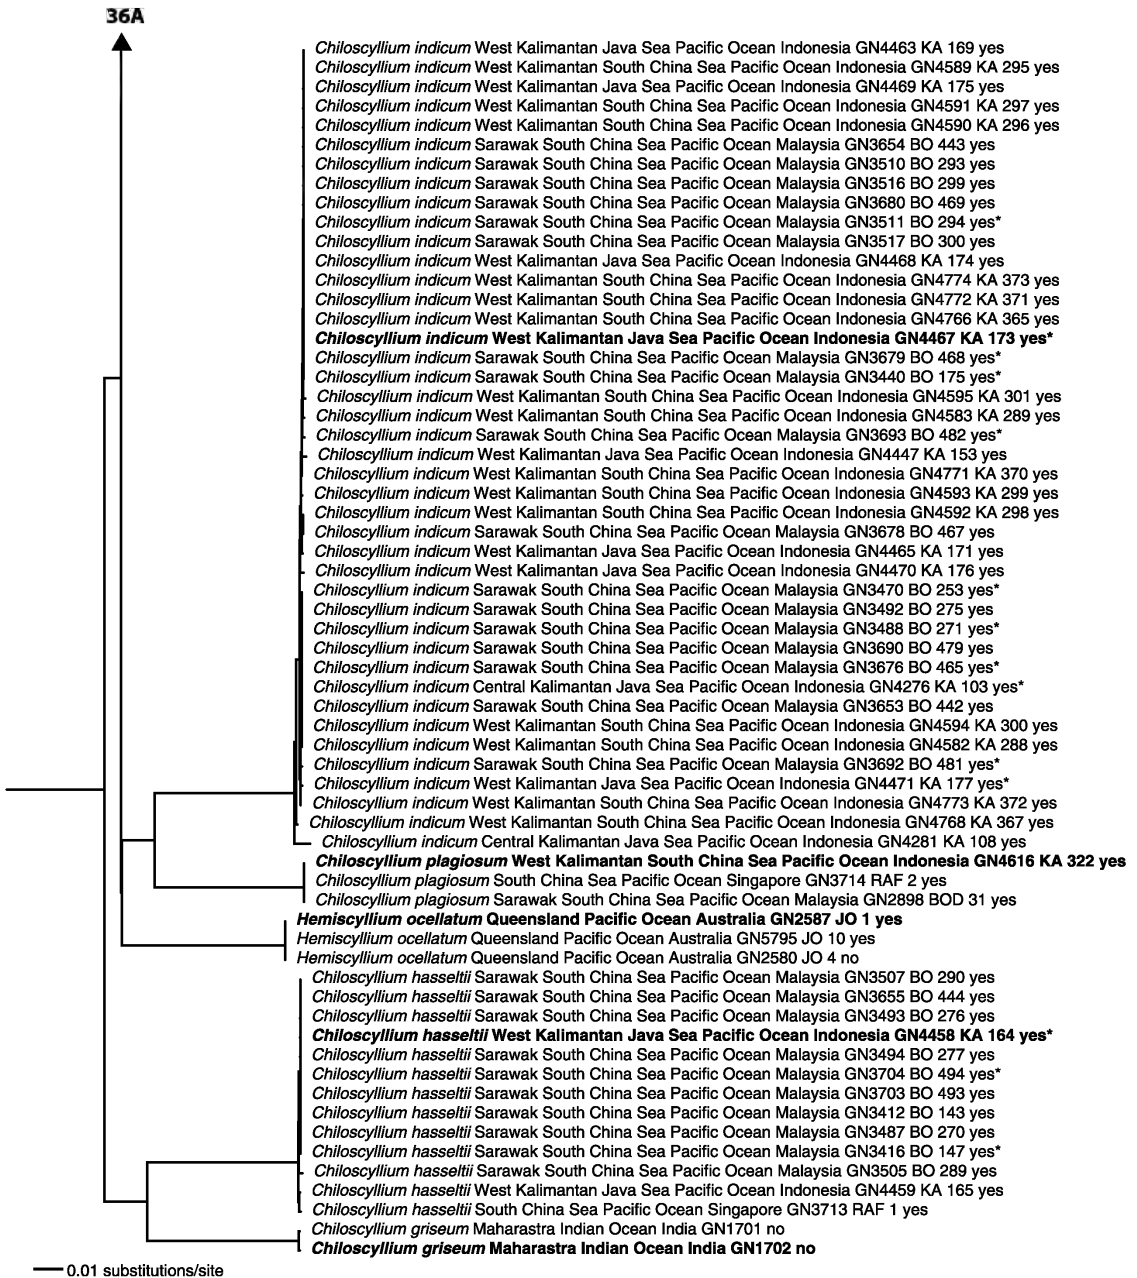 36A
Chiloscyllium indicum West Kalimantan Java Sea Pacific Ocean Indonesia GN4463 KA 169 yes
Chiloscyllium indicum West Kalimantan South China Sea Pacific Ocean Indonesia GN4589 KA 295 yes
Chiloscyllium indicum West Kalimantan Java Sea Pacific Ocean Indonesia GN4469 KA 175 yes
Chiloscyllium indicum West Kalimantan South China Sea Pacific Ocean Indonesia GN4591 KA 297 yes
Chiloscyllium indicum West Kalimantan South China Sea Pacific Ocean Indonesia GN4590 KA 296 yes
Chiloscyllium indicum Sarawak South China Sea Pacific Ocean Malaysia GN3654 BO 443 yes
Chiloscyllium indicum Sarawak South China Sea Pacific Ocean Malaysia GN3510 BO 293 yes
Chiloscyllium indicum Sarawak South China Sea Pacific Ocean Malaysia GN3516 BO 299 yes
Chiloscyllium indicum Sarawak South China Sea Pacific Ocean Malaysia GN3680 BO 469 yes
Chiloscyllium indicum Sarawak South China Sea Pacific Ocean Malaysia GN3511 BO 294 yes*
Chiloscyllium indicum Sarawak South China Sea Pacific Ocean Malaysia GN3517 BO 300 yes
Chiloscyllium indicum West Kalimantan Java Sea Pacific Ocean Indonesia GN4468 KA 174 yes
Chiloscyllium indicum West Kalimantan South China Sea Pacific Ocean Indonesia GN4774 KA 373 yes
Chiloscyllium indicum West Kalimantan South China Sea Pacific Ocean Indonesia GN4772 KA 371 yes
Chiloscyllium indicum West Kalimantan South China Sea Pacific Ocean Indonesia GN4766 KA 365 yes
Chiloscyllium indicum West Kalimantan Java Sea Pacific Ocean Indonesia GN4467 KA 173 yes*
Chiloscyllium indicum Sarawak South China Sea Pacific Ocean Malaysia GN3679 BO 468 yes*
Chiloscyllium indicum Sarawak South China Sea Pacific Ocean Malaysia GN3440 BO 175 yes*
Chiloscyllium indicum West Kalimantan South China Sea Pacific Ocean Indonesia GN4595 KA 301 yes
Chiloscyllium indicum West Kalimantan South China Sea Pacific Ocean Indonesia GN4583 KA 289 yes
Chiloscyllium indicum Sarawak South China Sea Pacific Ocean Malaysia GN3693 BO 482 yes*
Chiloscyllium indicum West Kalimantan Java Sea Pacific Ocean Indonesia GN4447 KA 153 yes
Chiloscyllium indicum West Kalimantan South China Sea Pacific Ocean Indonesia GN4771 KA 370 yes
Chiloscyllium indicum West Kalimantan South China Sea Pacific Ocean Indonesia GN4593 KA 299 yes
Chiloscyllium indicum West Kalimantan South China Sea Pacific Ocean Indonesia GN4592 KA 298 yes
Chiloscyllium indicum Sarawak South China Sea Pacific Ocean Malaysia GN3678 BO 467 yes
Chiloscyllium indicum West Kalimantan Java Sea Pacific Ocean Indonesia GN4465 KA 171 yes
Chiloscyllium indicum West Kalimantan Java Sea Pacific Ocean Indonesia GN4470 KA 176 yes
Chiloscyllium indicum Sarawak South China Sea Pacific Ocean Malaysia GN3470 BO 253 yes*
Chiloscyllium indicum Sarawak South China Sea Pacific Ocean Malaysia GN3492 BO 275 yes
Chiloscyllium indicum Sarawak South China Sea Pacific Ocean Malaysia GN3488 BO 271 yes*
Chiloscyllium indicum Sarawak South China Sea Pacific Ocean Malaysia GN3690 BO 479 yes
Chiloscyllium indicum Sarawak South China Sea Pacific Ocean Malaysia GN3676 BO 465 yes*
Chiloscyllium indicum Central Kalimantan Java Sea Pacific Ocean Indonesia GN4276 KA 103 yes*
Chiloscyllium indicum Sarawak South China Sea Pacific Ocean Malaysia GN3653 BO 442 yes
Chiloscyllium indicum West Kalimantan South China Sea Pacific Ocean Indonesia GN4594 KA 300 yes
Chiloscyllium indicum West Kalimantan South China Sea Pacific Ocean Indonesia GN4582 KA 288 yes
Chiloscyllium indicum Sarawak South China Sea Pacific Ocean Malaysia GN3692 BO 481 yes*
Chiloscyllium indicum West Kalimantan Java Sea Pacific Ocean Indonesia GN4471 KA 177 yes*
Chiloscyllium indicum West Kalimantan South China Sea Pacific Ocean Indonesia GN4773 KA 372 yes
Chiloscyllium indicum West Kalimantan South China Sea Pacific Ocean Indonesia GN4768 KA 367 yes
Chiloscyllium indicum Central Kalimantan Java Sea Pacific Ocean Indonesia GN4281 KA 108 yes
Chiloscyllium plagiosum West Kalimantan South China Sea Pacific Ocean Indonesia GN4616 KA 322 yes
Chiloscyllium plagiosum South China Sea Pacific Ocean Singapore GN3714 RAF 2 yes
Chiloscyllium plagiosum Sarawak South China Sea Pacific Ocean Malaysia GN2898 BOD 31 yes
Hemiscyllium ocellatum Queensland Pacific Ocean Australia GN2587 JO 1 yes
Hemiscyllium ocellatum Queensland Pacific Ocean Australia GN5795 JO 10 yes
Hemiscyllium ocellatum Queensland Pacific Ocean Australia GN2580 JO 4 no
Chiloscyllium hasseltii Sarawak South China Sea Pacific Ocean Malaysia GN3507 BO 290 yes
Chiloscyllium hasseltii Sarawak South China Sea Pacific Ocean Malaysia GN3655 BO 444 yes
Chiloscyllium hasseltii Sarawak South China Sea Pacific Ocean Malaysia GN3493 BO 276 yes
Chiloscyllium hasseltii West Kalimantan Java Sea Pacific Ocean Indonesia GN4458 KA 164 yes*
Chiloscyllium hasseltii Sarawak South China Sea Pacific Ocean Malaysia GN3494 BO 277 yes
Chiloscyllium hasseltii Sarawak South China Sea Pacific Ocean Malaysia GN3704 BO 494 yes*
Chiloscyllium hasseltii Sarawak South China Sea Pacific Ocean Malaysia GN3703 BO 493 yes
Chiloscyllium hasseltii Sarawak South China Sea Pacific Ocean Malaysia GN3412 BO 143 yes
Chiloscyllium hasseltii Sarawak South China Sea Pacific Ocean Malaysia GN3487 BO 270 yes
Chiloscyllium hasseltii Sarawak South China Sea Pacific Ocean Malaysia GN3416 BO 147 yes*
Chiloscyllium hasseltii Sarawak South China Sea Pacific Ocean Malaysia GN3505 BO 289 yes
Chiloscyllium hasseltii West Kalimantan Java Sea Pacific Ocean Indonesia GN4459 KA 165 yes
Chiloscyllium hasseltii South China Sea Pacific Ocean Singapore GN3713 RAF 1 yes
Chiloscyllium griseum Maharastra Indian Ocean India GN1701 no
Chiloscyllium griseum Maharastra Indian Ocean India GN1702 no
0.01 substitutions/site